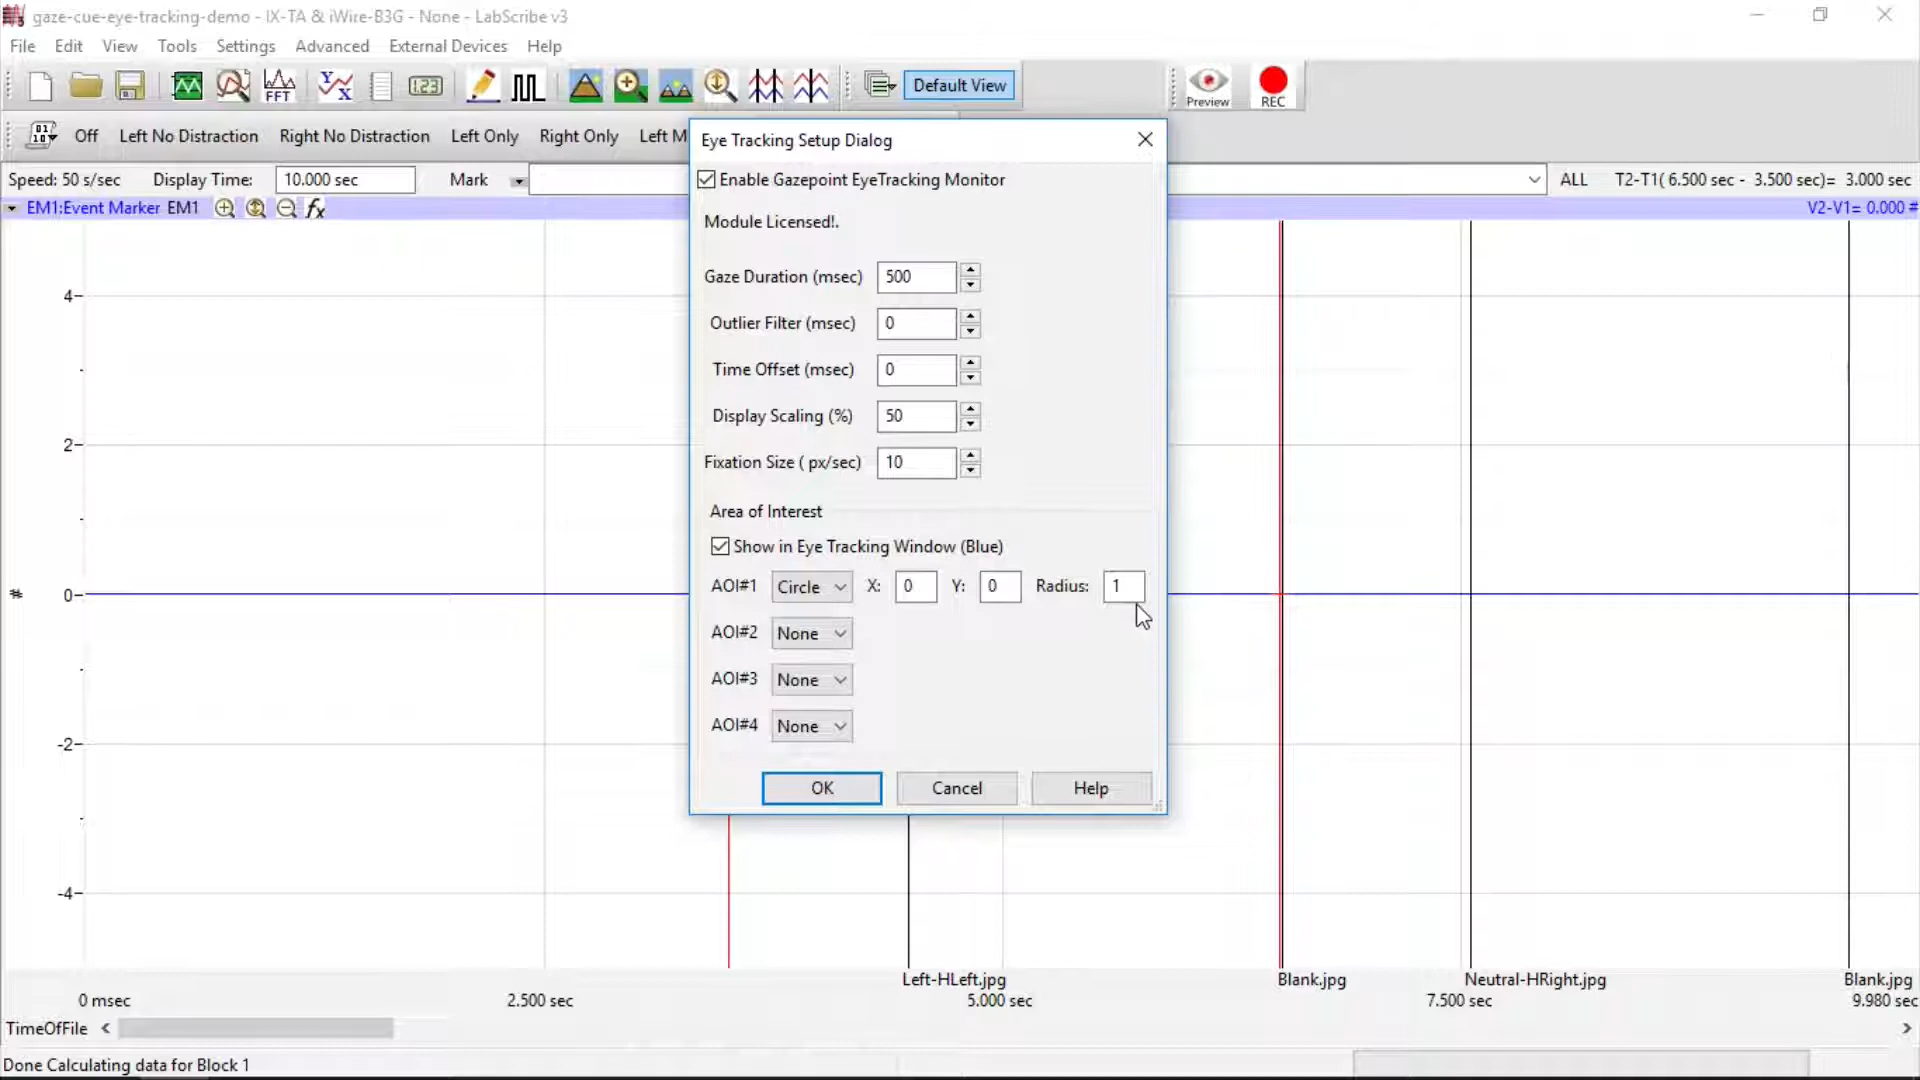 gaze-cue-eye-tracking-demo - IX-TA & iWire-B3G - None - LabScribe v3
File Edit View Tools Settings Advanced External Devices Help
FFT Y X 123 Default View Preview REC
Off Left No Distraction Right No Distraction Left Only Right Only Left M
Speed: 50 s/sec Display Time: 10.000 sec Mark ALL T2-T1( 6.500 sec - 3.500 sec)= 3.000 sec
EM1:Event Marker EM1 fx V2-V1= 0.000 #
Eye Tracking Setup Dialog
Enable Gazepoint EyeTracking Monitor
Module Licensed!.
Gaze Duration (msec) 500
Outlier Filter (msec) 0
Time Offset (msec) 0
Display Scaling (%) 50
Fixation Size ( px/sec) 10
Area of Interest
Show in Eye Tracking Window (Blue)
AOI#1 Circle X: 0 Y: 0 Radius: 1
AOI#2 None
AOI#3 None
AOI#4 None
OK Cancel Help
4
2
#
0
-2
-4
Left-HLeft.jpg Blank.jpg Neutral-HRight.jpg Blank.jpg
0 msec 2.500 sec 5.000 sec 7.500 sec 9.980 sec
TimeOfFile
Done Calculating data for Block 1